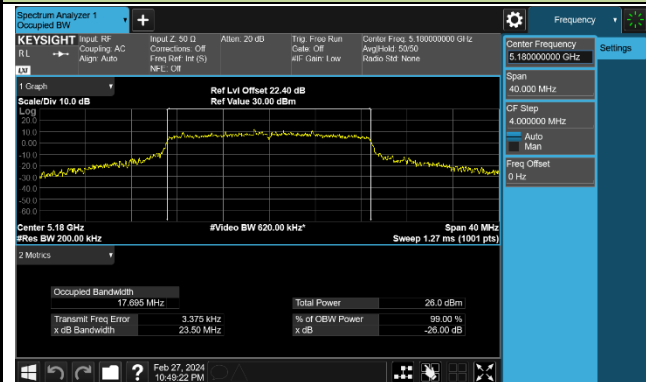 Spectrum Analyzer 1
Occupied BW
Frequency
KEYSIGHT
RL
LXI
Input: RF
Coupling: AC
Align: Auto
Input Z: 50 Ω
Corrections: Off
Freq Ref: Int (S)
NFE: Off
Atten: 20 dB
Trig: Free Run
Gate: Off
#IF Gain: Low
Center Freq: 5.180000000 GHz
Avg|Hold: 50/50
Radio Std: None
Center Frequency
5.180000000 GHz
Settings
Span
40.000 MHz
CF Step
4.000000 MHz
Auto
Man
Freq Offset
0 Hz
1 Graph
Scale/Div 10.0 dB
Ref Lvl Offset 22.40 dB
Ref Value 30.00 dBm
Log
20.0
10.0
0.00
-10.0
-20.0
-30.0
-40.0
-50.0
-60.0
Center 5.18 GHz
#Res BW 200.00 kHz
#Video BW 620.00 kHz*
Span 40 MHz
Sweep 1.27 ms (1001 pts)
2 Metrics
Occupied Bandwidth
17.695 MHz
Total Power 26.0 dBm
Transmit Freq Error 3.375 kHz
% of OBW Power 99.00 %
x dB Bandwidth 23.50 MHz
x dB -26.00 dB
Feb 27, 2024
10:49:22 PM